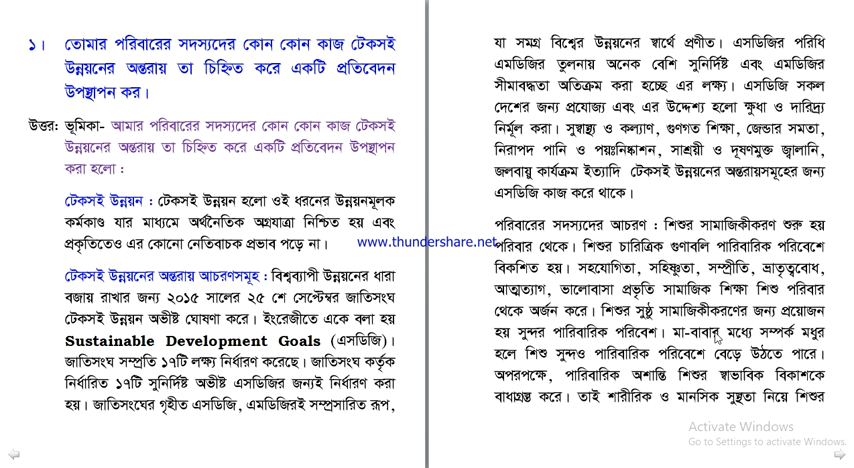 ১। তোমার পরিবারের সদস্যদের কোন কোন কাজ টেকসই
উন্নয়নের অন্তরায় তা চিহ্নিত করে একটি প্রতিবেদন
উপস্থাপন কর।
উত্তর: ভূমিকা- আমার পরিবারের সদস্যদের কোন কোন কাজ টেকসই
উন্নয়নের অন্তরায় তা চিহ্নিত করে একটি প্রতিবেদন উপস্থাপন
করা হলো :
টেকসই উন্নয়ন : টেকসই উন্নয়ন হলো ওই ধরনের উন্নয়নমূলক
কর্মকাণ্ড যার মাধ্যমে অর্থনৈতিক অগ্রযাত্রা নিশ্চিত হয় এবং
প্রকৃতিতেও এর কোনো নেতিবাচক প্রভাব পড়ে না।
টেকসই উন্নয়নের অন্তরায় আচরণসমূহ : বিশ্বব্যাপী উন্নয়নের ধারা
বজায় রাখার জন্য ২০১৫ সালের ২৫ শে সেপ্টেম্বর জাতিসংঘ
টেকসই উন্নয়ন অভীষ্ট ঘোষণা করে। ইংরেজীতে একে বলা হয়
Sustainable Development Goals (এসডিজি)।
জাতিসংঘ সম্প্রতি ১৭টি লক্ষ্য নির্ধারণ করেছে। জাতিসংঘ কর্তৃক
নির্ধারিত ১৭টি সুনির্দিষ্ট অভীষ্ট এসডিজির জন্যই নির্ধারণ করা
হয়। জাতিসংঘের গৃহীত এসডিজি, এমডিজিরই সম্প্রসারিত রূপ,
www.thundershare.net
যা সমগ্র বিশ্বের উন্নয়নের স্বার্থে প্রণীত। এসডিজির পরিধি
এমডিজির তুলনায় অনেক বেশি সুনির্দিষ্ট এবং এমডিজির
সীমাবদ্ধতা অতিক্রম করা হচ্ছে এর লক্ষ্য। এসডিজি সকল
দেশের জন্য প্রযোজ্য এবং এর উদ্দেশ্য হলো ক্ষুধা ও দারিদ্র্য
নির্মূল করা। সুস্বাস্থ্য ও কল্যাণ, গুণগত শিক্ষা, জেন্ডার সমতা,
নিরাপদ পানি ও পয়ঃনিষ্কাশন, সাশ্রয়ী ও দূষণমুক্ত জ্বালানি,
জলবায়ু কার্যক্রম ইত্যাদি টেকসই উন্নয়নের অন্তরায়সমূহের জন্য
এসডিজি কাজ করে থাকে।
পরিবারের সদস্যদের আচরণ : শিশুর সামাজিকীকরণ শুরু হয়
পরিবার থেকে। শিশুর চারিত্রিক গুণাবলি পারিবারিক পরিবেশে
বিকশিত হয়। সহযোগিতা, সহিষ্ণুতা, সম্প্রীতি, ভ্রাতৃত্ববোধ,
আত্মত্যাগ, ভালোবাসা প্রভৃতি সামাজিক শিক্ষা শিশু পরিবার
থেকে অর্জন করে। শিশুর সুষ্ঠু সামাজিকীকরণের জন্য প্রয়োজন
হয় সুন্দর পারিবারিক পরিবেশ। মা-বাবার মধ্যে সম্পর্ক মধুর
হলে শিশু সুন্দও পারিবারিক পরিবেশে বেড়ে উঠতে পারে।
অপরপক্ষে, পারিবারিক অশান্তি শিশুর স্বাভাবিক বিকাশকে
বাধাগ্রস্ত করে। তাই শারীরিক ও মানসিক সুস্থতা নিয়ে শিশুর
Activate Windows
Go to Settings to activate Windows.